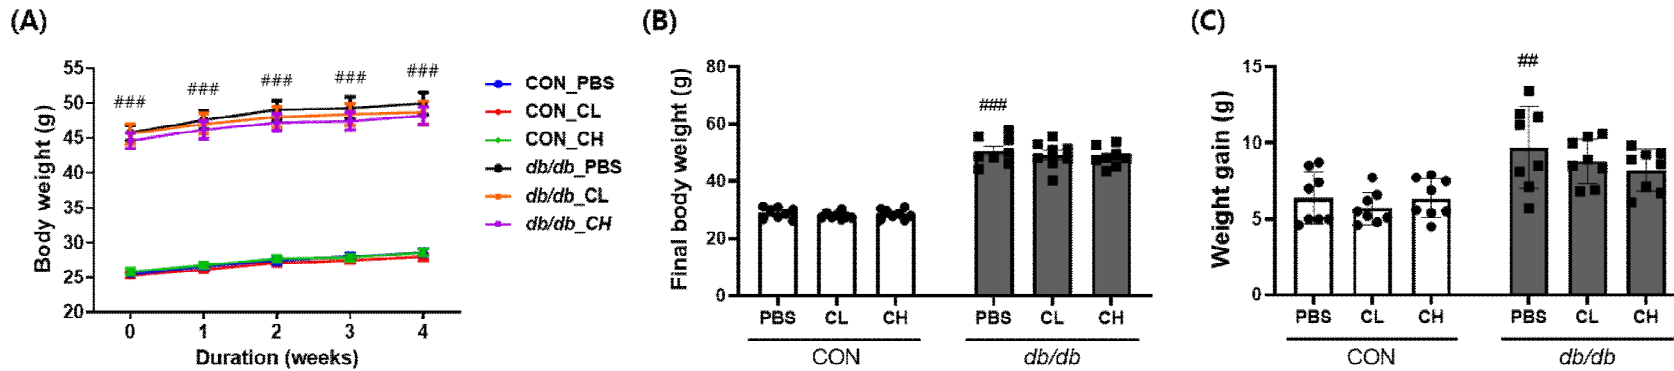 (A)
Body weight (g)
55
50
45
40
35
30
25
20
### ### ### ### ###
0 1 2 3 4
Duration (weeks)
CON_PBS
CON_CL
CON_CH
db/db_PBS
db/db_CL
db/db_CH
(B)
Final body weight (g)
80
60
40
20
0
###
PBS CL CH PBS CL CH
CON db/db
(C)
Weight gain (g)
15
10
5
0
##
PBS CL CH PBS CL CH
CON db/db